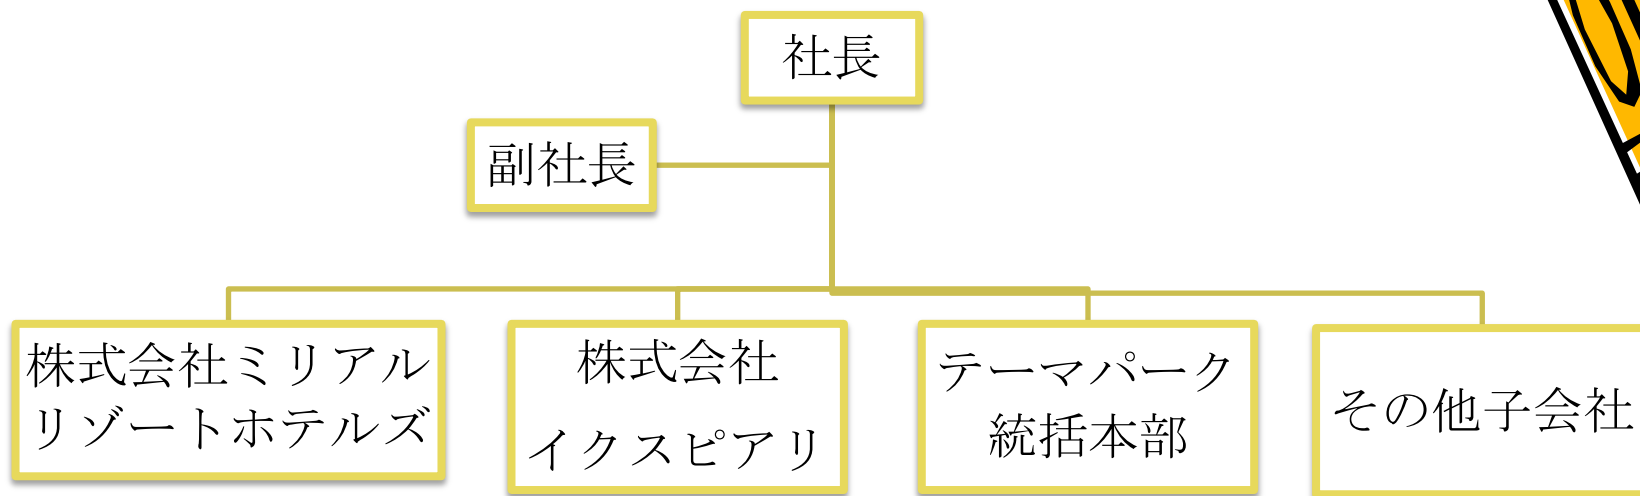 社長
副社長
株式会社ミリアル
リゾートホテルズ
株式会社
イクスピアリ
テーマパーク
統括本部
その他子会社